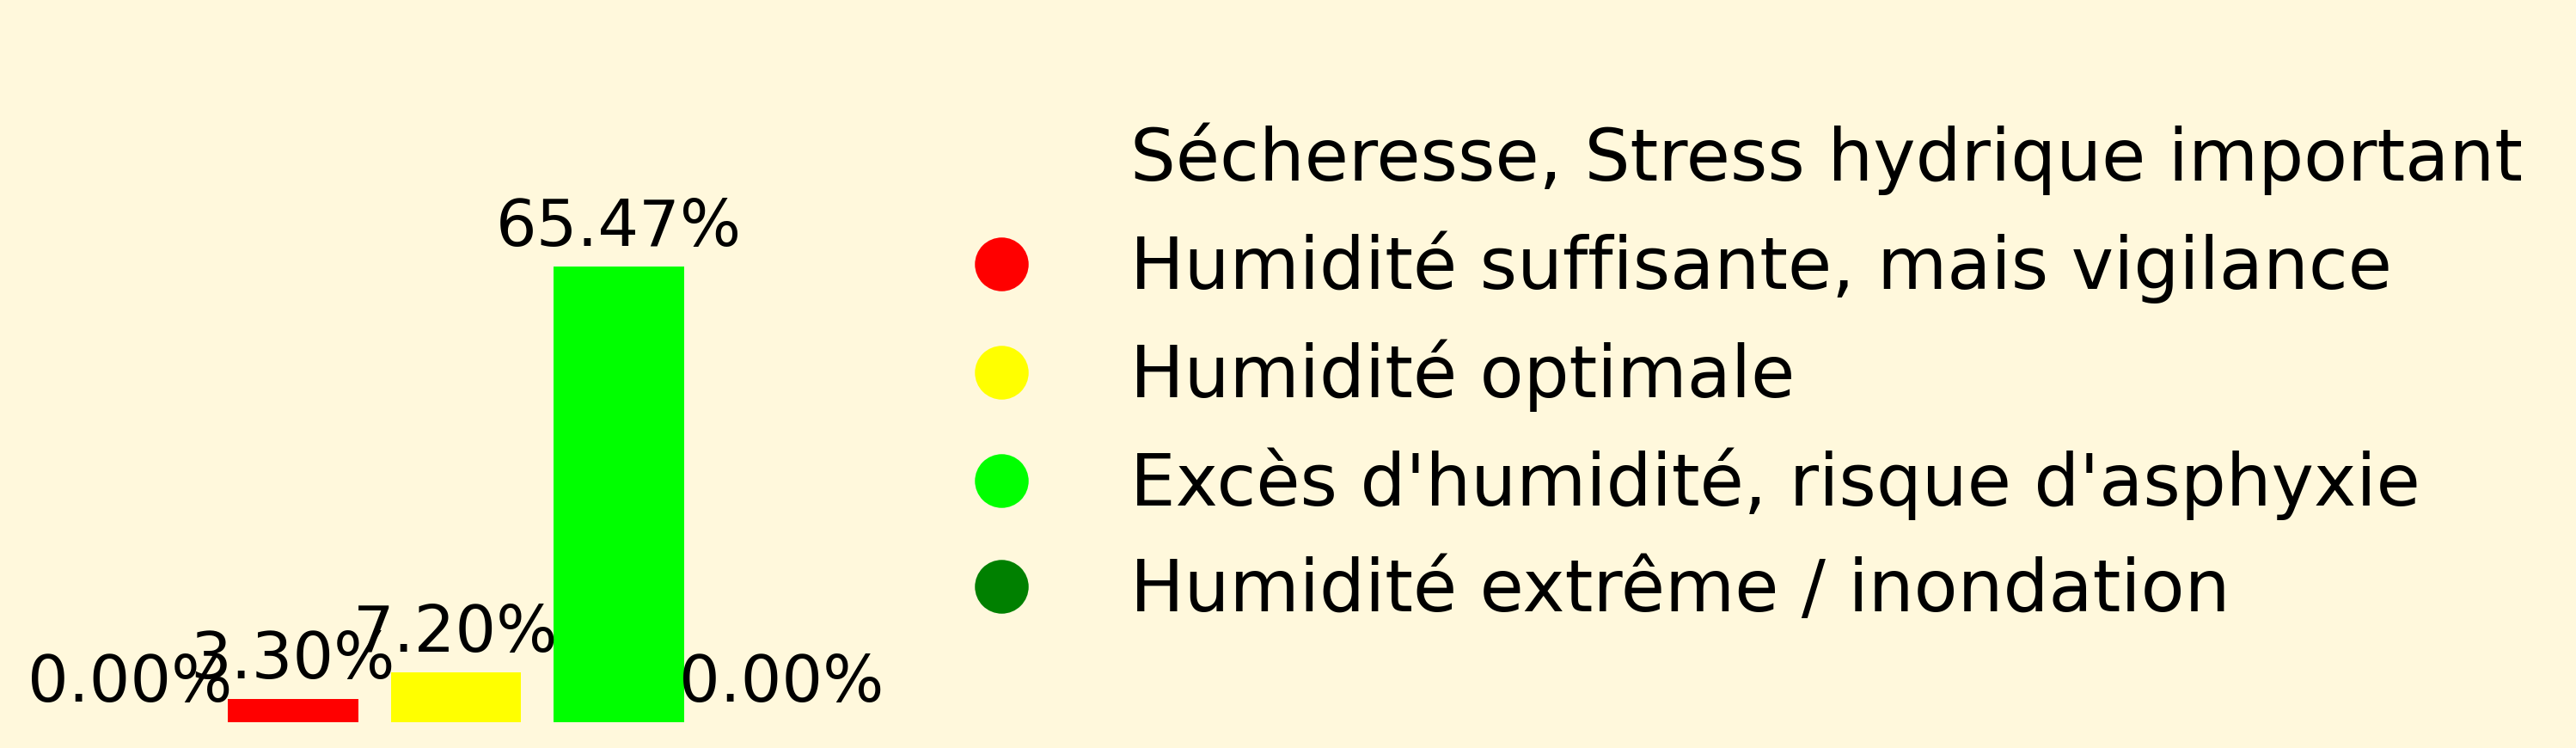 65.47%
7.20%
3.30%
0.00%
0.00%
Sécheresse, Stress hydrique important
Humidité suffisante, mais vigilance
Humidité optimale
Excès d'humidité, risque d'asphyxie
Humidité extrême / inondation